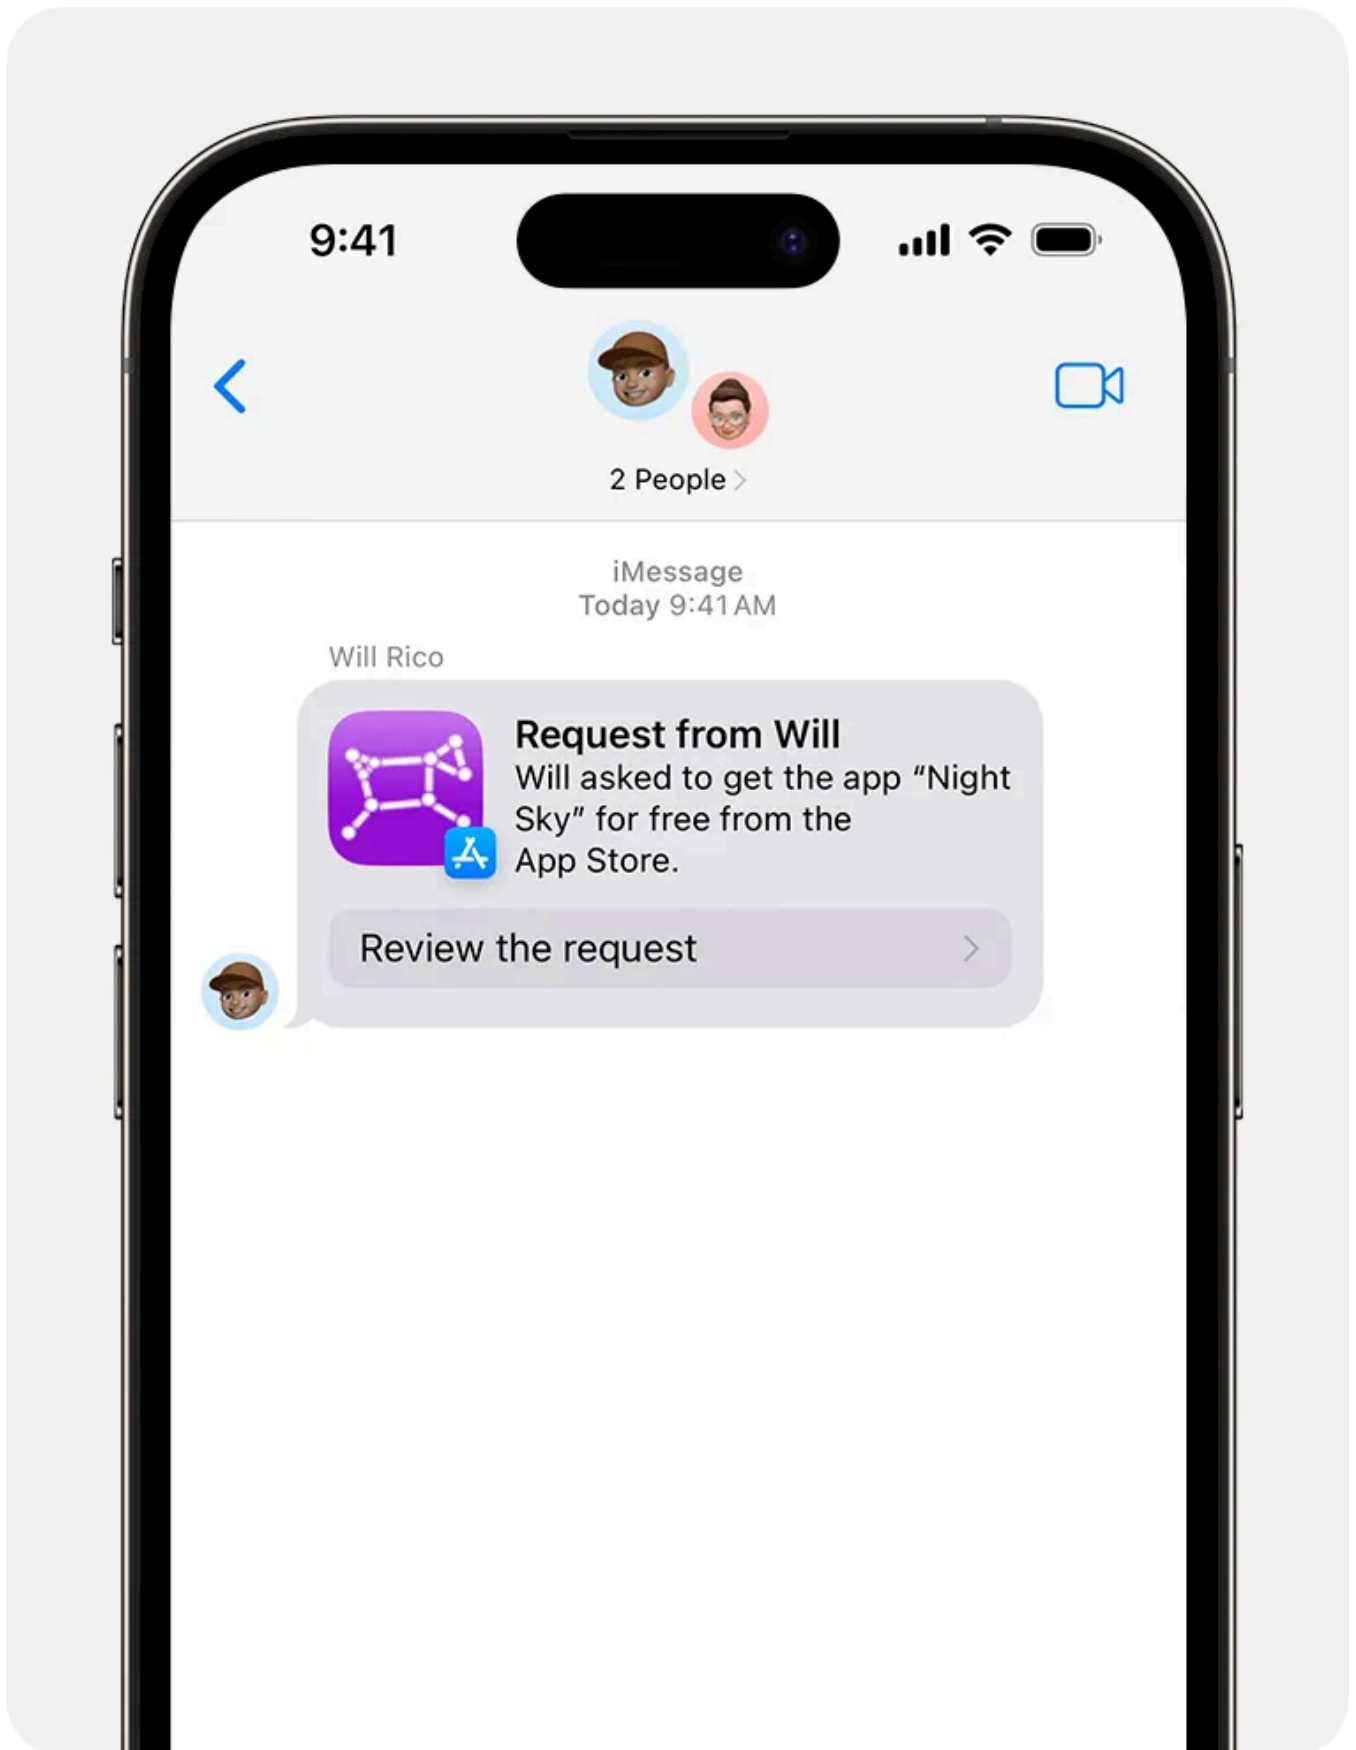 9:41
2 People
iMessage
Today 9:41 AM
Will Rico
Request from Will
Will asked to get the app “Night
Sky” for free from the
App Store.
Review the request